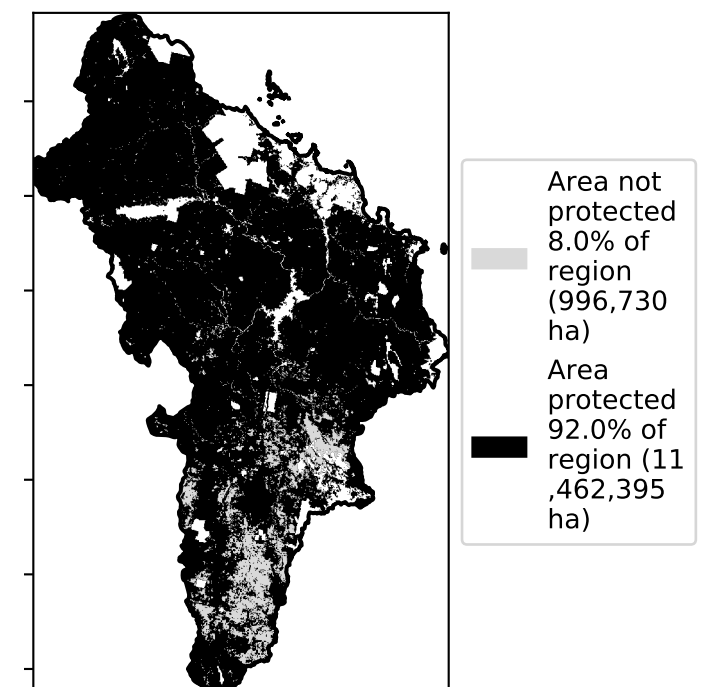 Area not
protected
8.0% of
region
(996,730
ha)
Area
protected
92.0% of
region (11
,462,395
ha)